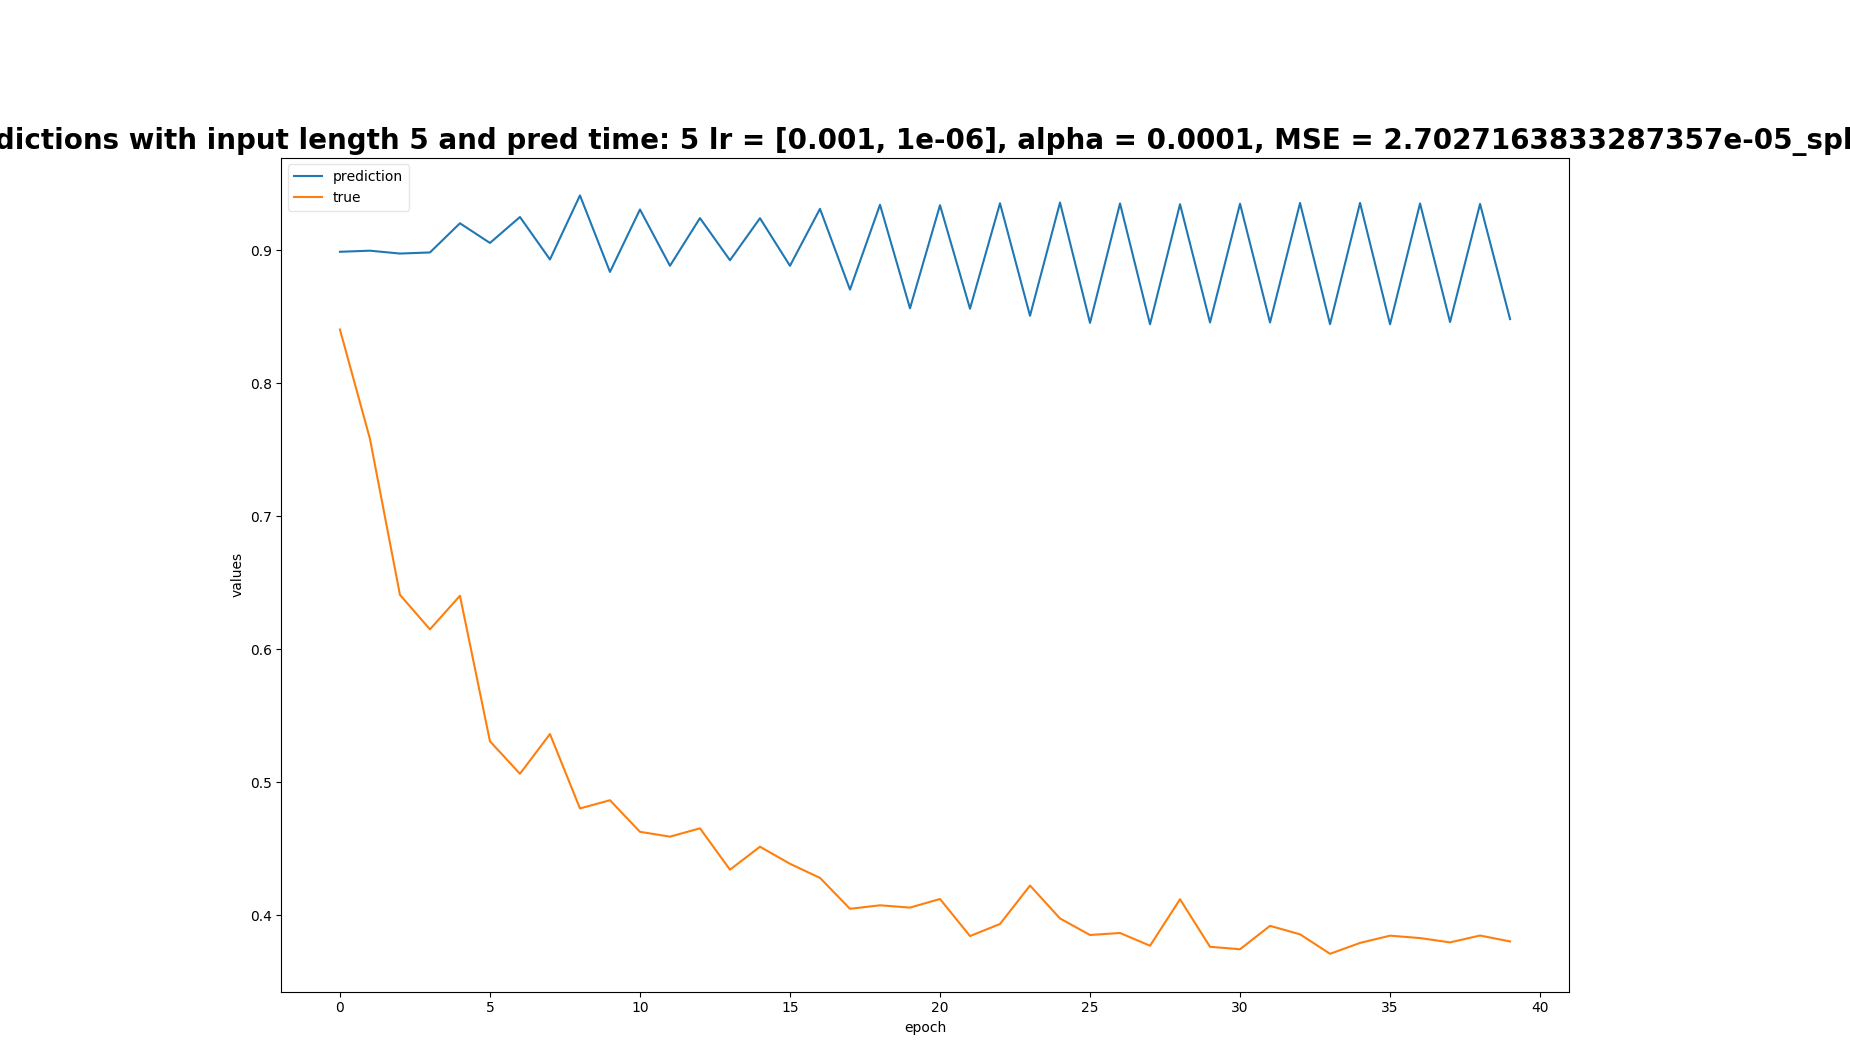 dictions with input length 5 and pred time: 5 lr = [0.001, 1e-06], alpha = 0.0001, MSE = 2.7027163833287357e-05_spl
prediction
true
0.9
0.8
0.7
0.6
0.5
0.4
values
0 5 10 15 20 25 30 35 40
epoch